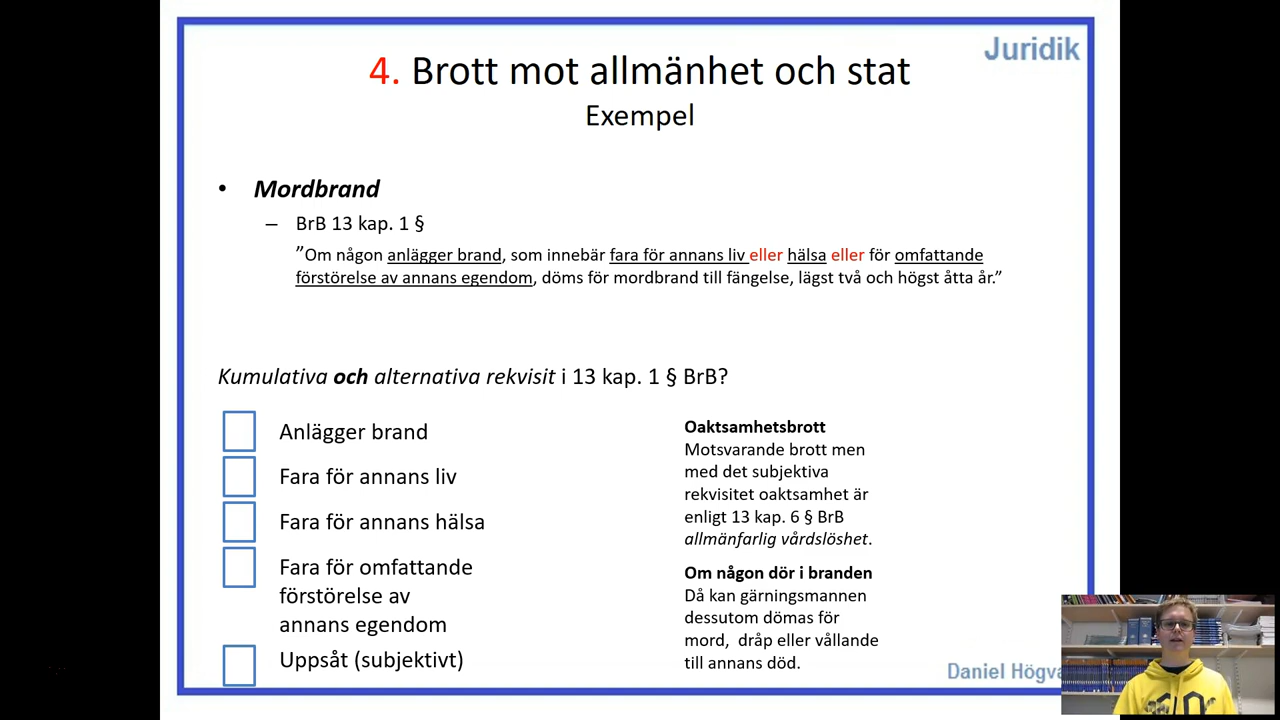 Juridik
4. Brott mot allmänhet och stat
Exempel
• Mordbrand
– BrB 13 kap. 1 §
”Om någon anlägger brand, som innebär fara för annans liv eller hälsa eller för omfattande
förstörelse av annans egendom, döms för mordbrand till fängelse, lägst två och högst åtta år.”
Kumulativa och alternativa rekvisit i 13 kap. 1 § BrB?
Anlägger brand
Fara för annans liv
Fara för annans hälsa
Fara för omfattande
förstörelse av
annans egendom
Uppsåt (subjektivt)
Oaktsamhetsbrott
Motsvarande brott men
med det subjektiva
rekvisitet oaktsamhet är
enligt 13 kap. 6 § BrB
allmänfarlig vårdslöshet.
Om någon dör i branden
Då kan gärningsmannen
dessutom dömas för
mord, dråp eller vållande
till annans död.
Daniel